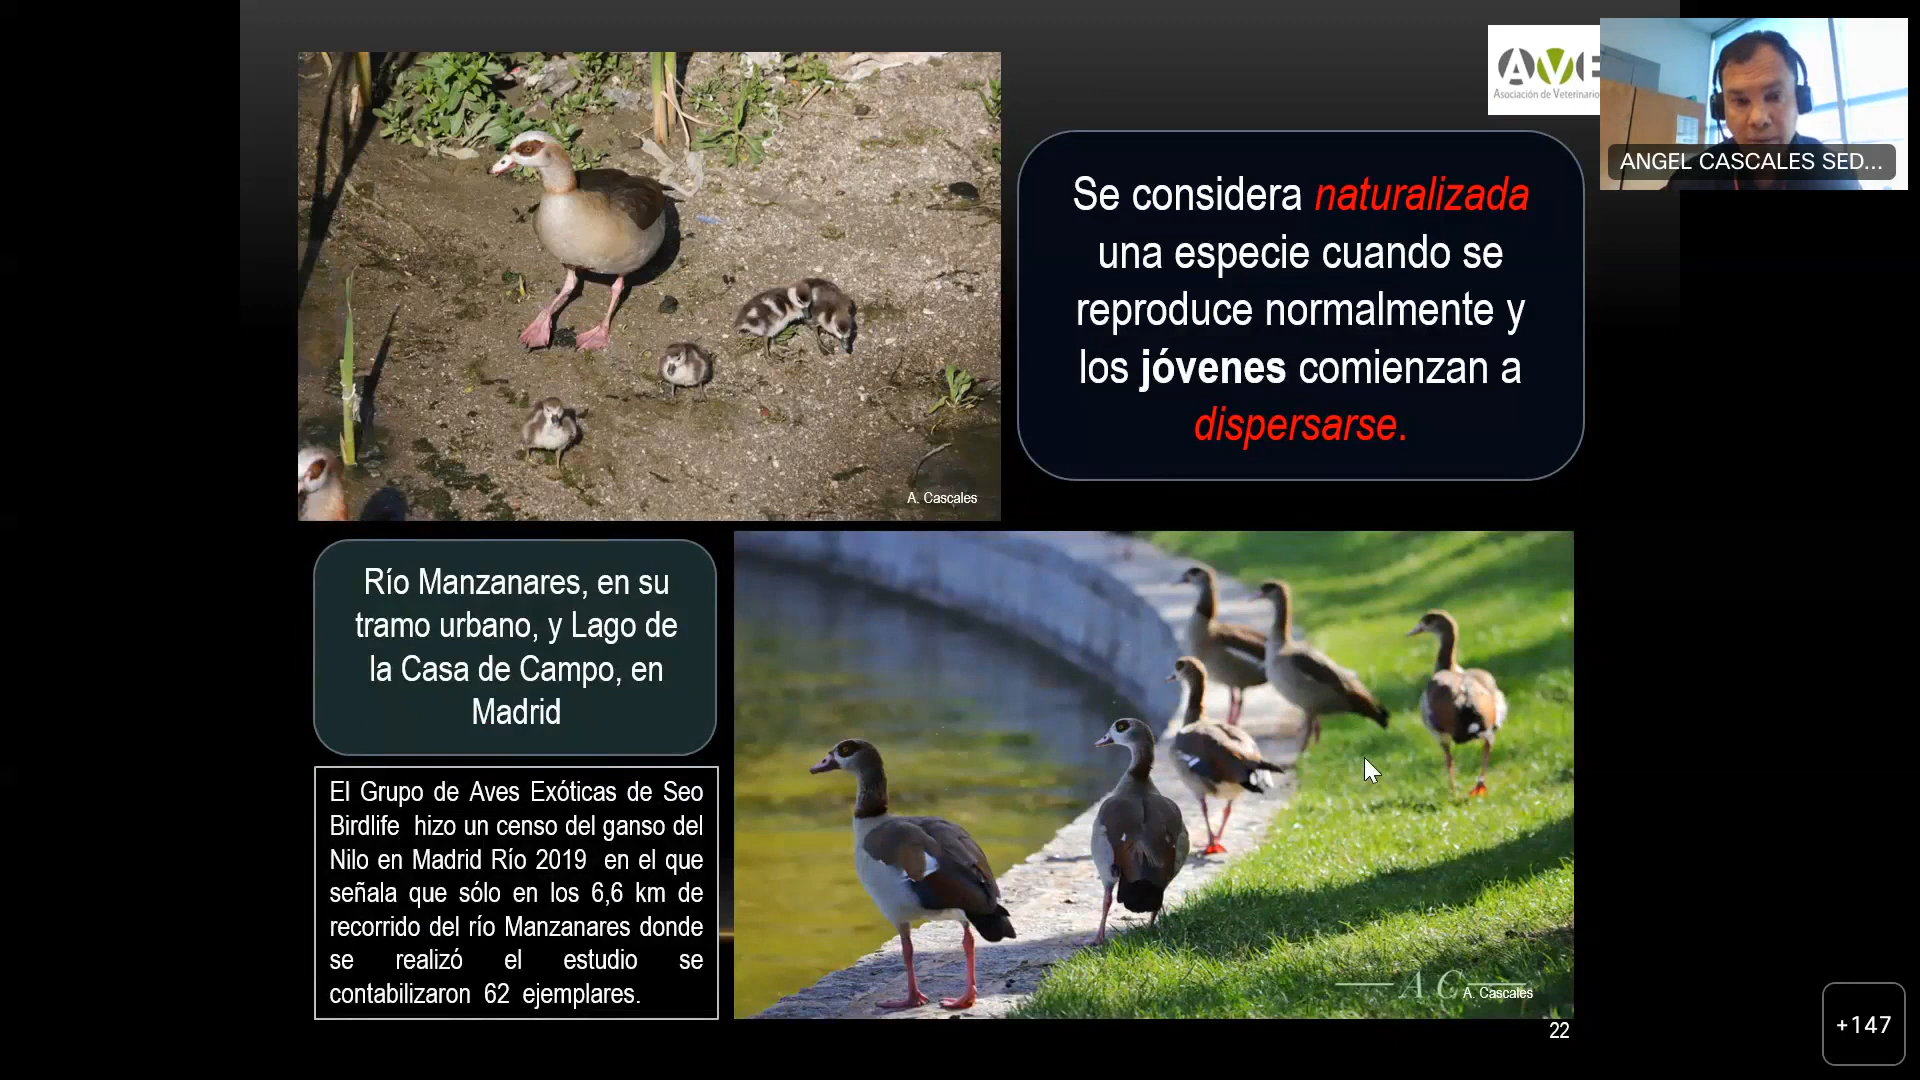 AVE
Asociación de Veterinario
ANGEL CASCALES SED...
Se considera naturalizada
una especie cuando se
reproduce normalmente y
los jóvenes comienzan a
dispersarse.
A. Cascales
Río Manzanares, en su
tramo urbano, y Lago de
la Casa de Campo, en
Madrid
El Grupo de Aves Exóticas de Seo
Birdlife hizo un censo del ganso del
Nilo en Madrid Río 2019 en el que
señala que sólo en los 6,6 km de
recorrido del río Manzanares donde
se realizó el estudio se
contabilizaron 62 ejemplares.
A C
A. Cascales
22
+147